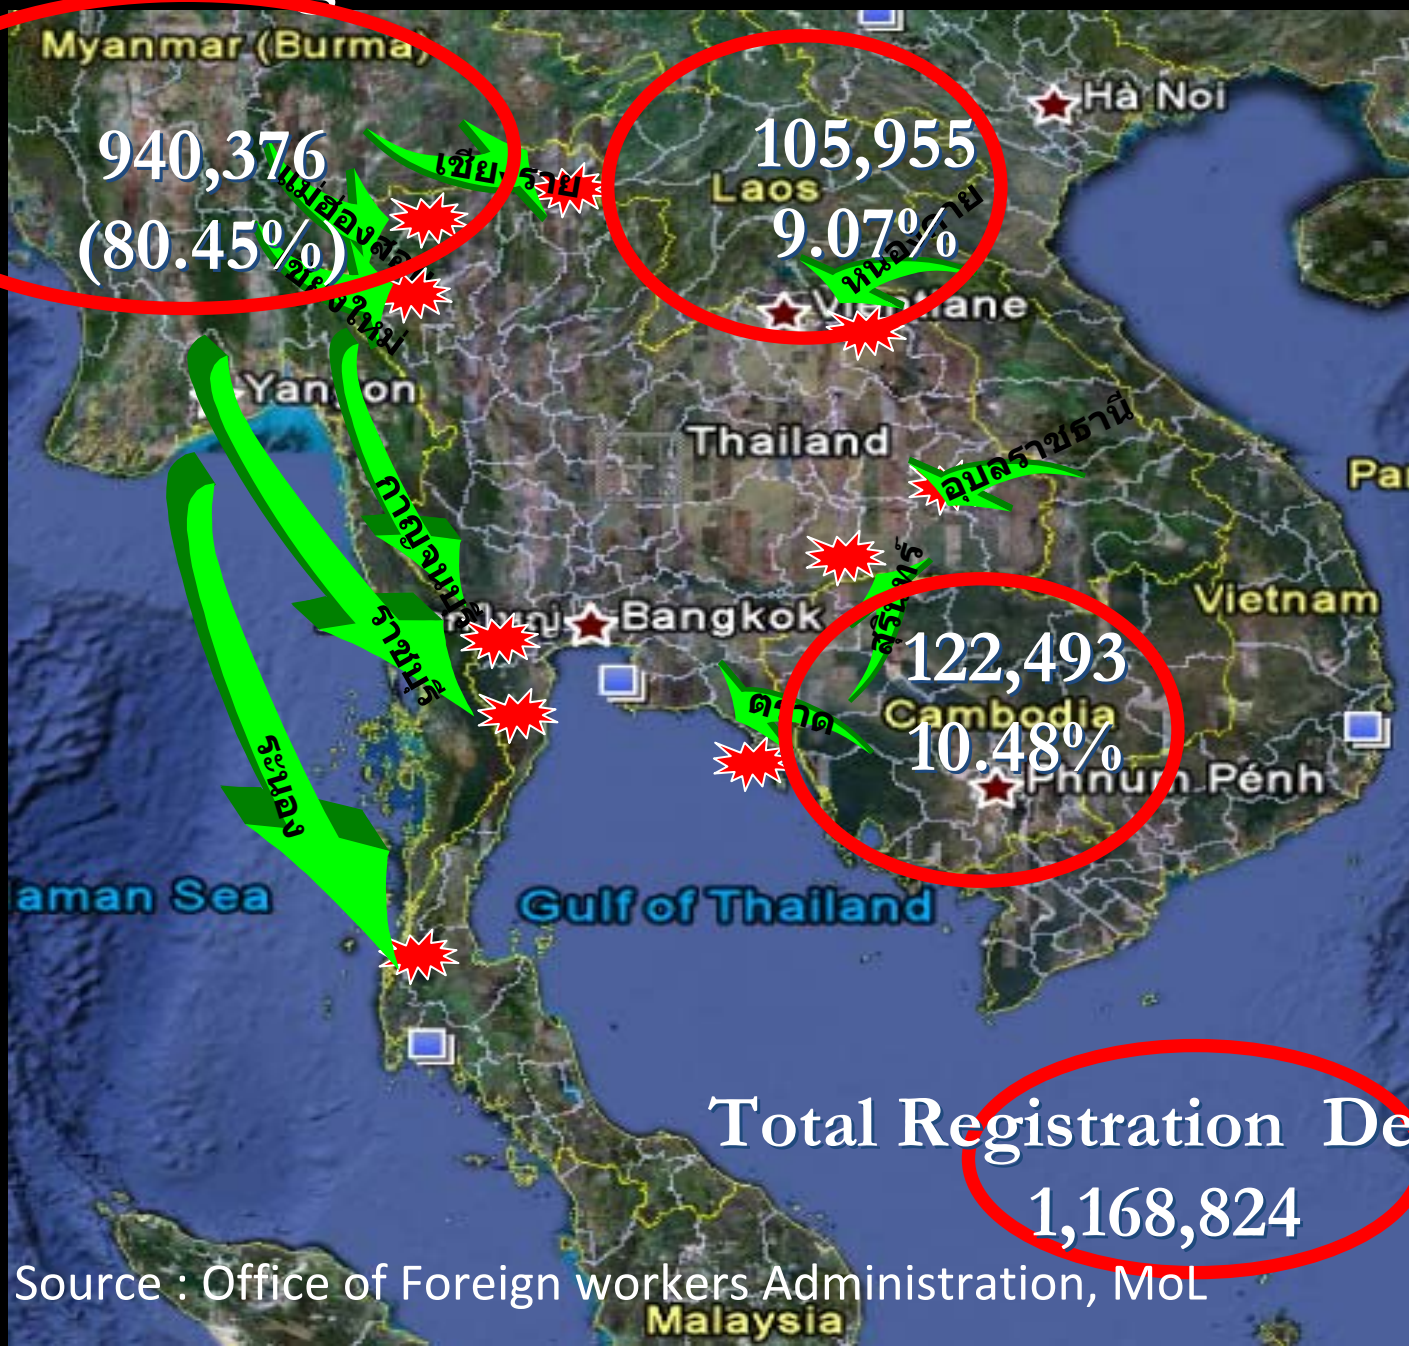 Myanmar (Burma)
940,376
(80.45%)
เชียงราย
แม่ฮ่องสอน
เชียงใหม่
105,955
Laos
9.07%
หนองคาย
Vientiane
Hà Noi
Yangon
Thailand
อุบลราชธานี
กาญจนบุรี
ราชบุรี
ระนอง
Bangkok
สุรินทร์
ตราด
122,493
Cambodia
10.48%
Phnum Pénh
Vietnam
Par
aman Sea
Gulf of Thailand
Total Registration De
1,168,824
Source : Office of Foreign workers Administration, MoL
Malaysia